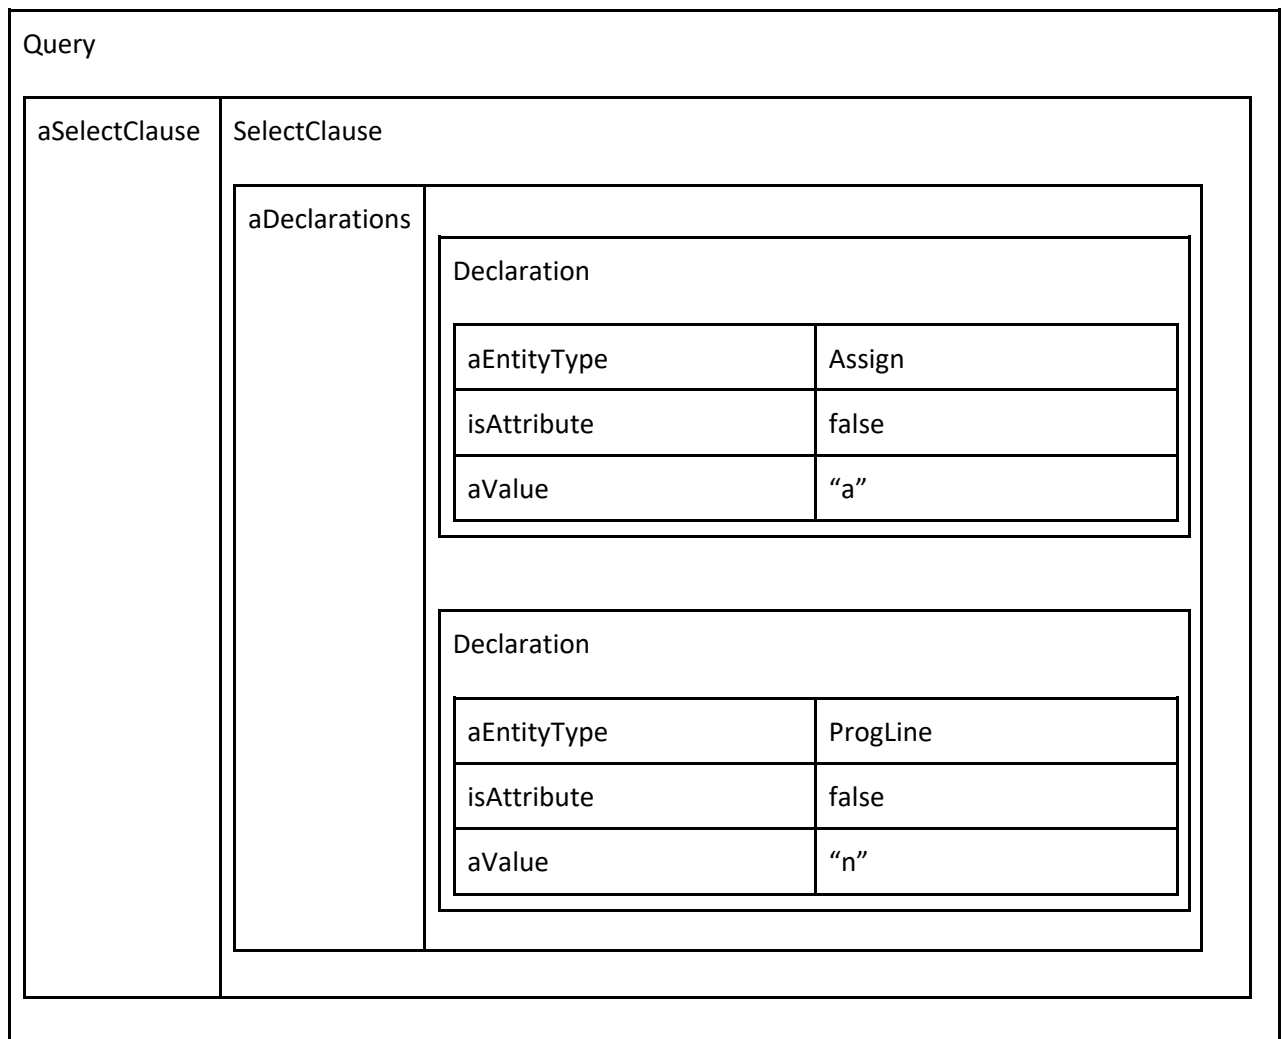 Query
aSelectClause SelectClause
aDeclarations
Declaration
aEntityType Assign
isAttribute false
aValue “a”
Declaration
aEntityType ProgLine
isAttribute false
aValue “n”